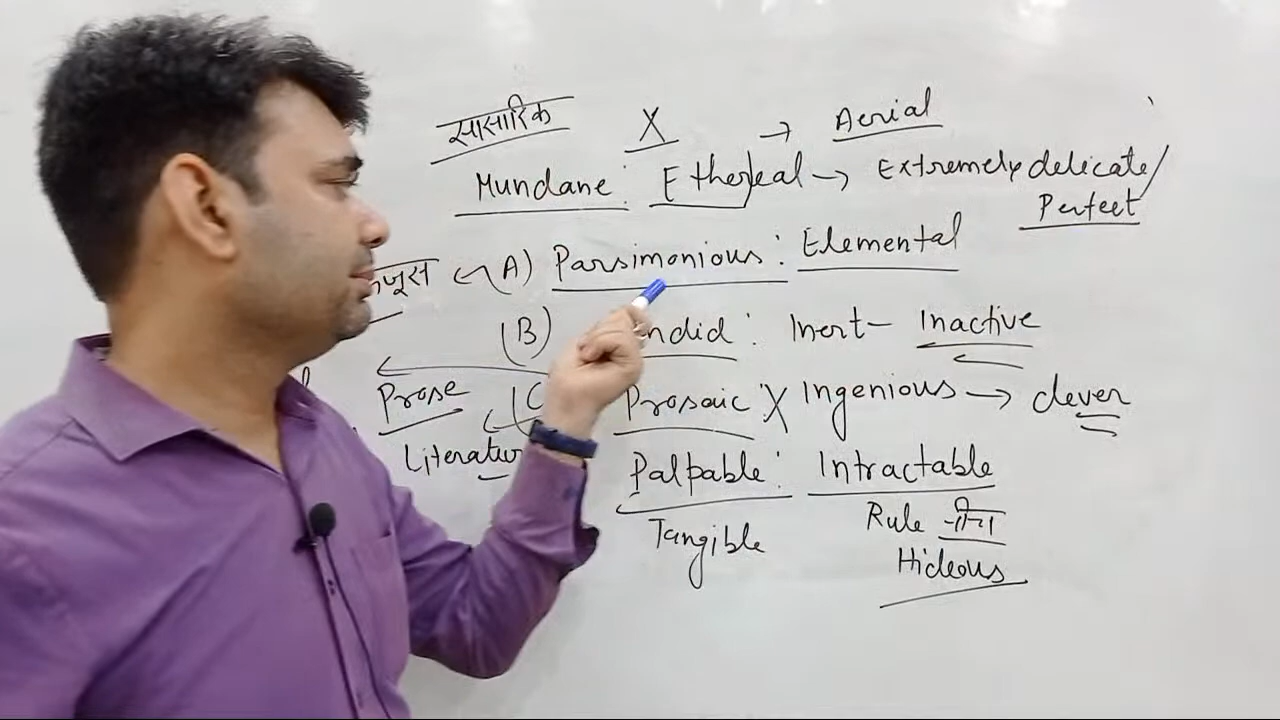 सासारिक X → Aerial
Mundane : Ethereal → Extremely delicate/
Perfect
A) Parsimonious : Elemental
(B) ndid : Inert - Inactive
Prose (C Prosaic X Ingenious → clever
Literatur Palpable : Intractable
Tangible Rule
Hideous